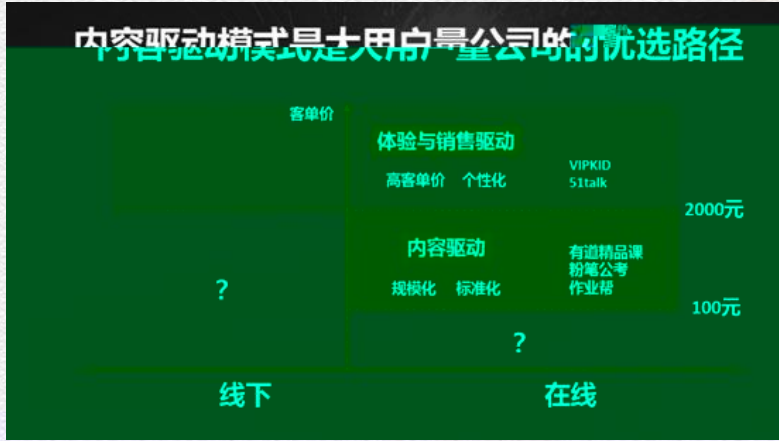 内容驱动模式是大用户量公司的优选路径
客单价
体验与销售驱动
高客单价 个性化
VIPKID
51talk
2000元
内容驱动
规模化 标准化
有道精品课
粉笔公考
作业帮
100元
?
?
线下
在线